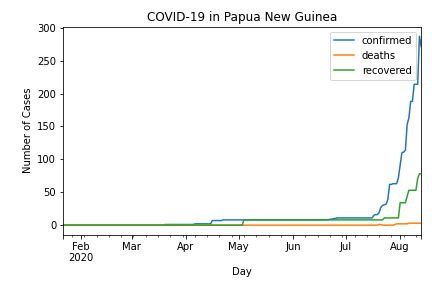 COVID-19 in Papua New Guinea
confirmed
deaths
recovered
Number of Cases
300
250
200
150
100
50
0
Feb Mar Apr May Jun Jul Aug
2020
Day